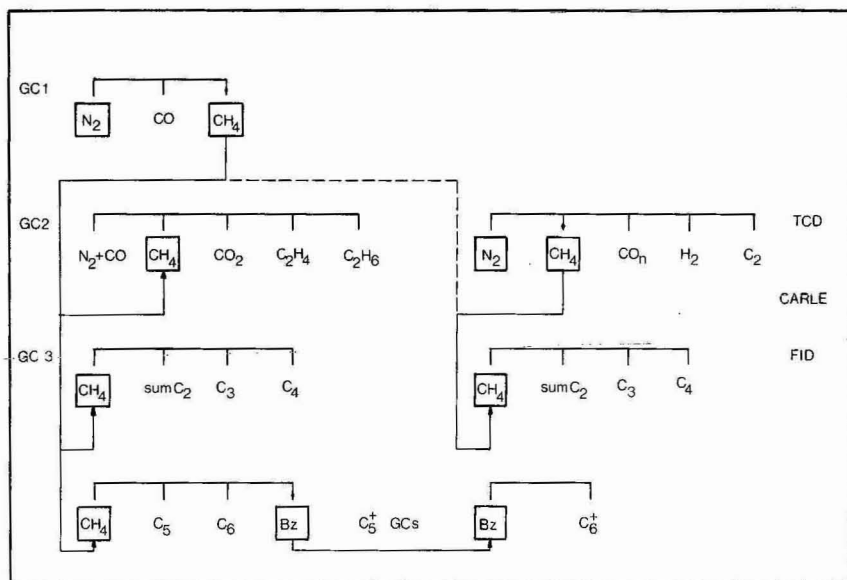 GC1
N2 CO CH4
GC2 TCD
N2+CO CH4 CO2 C2H4 C2H6 N2 CH4 COn H2 C2
CARLE
GC 3 FID
CH4 sumC2 C3 C4 CH4 sumC2 C3 C4
CH4 C5 C6 Bz C5+ GCs Bz C6+